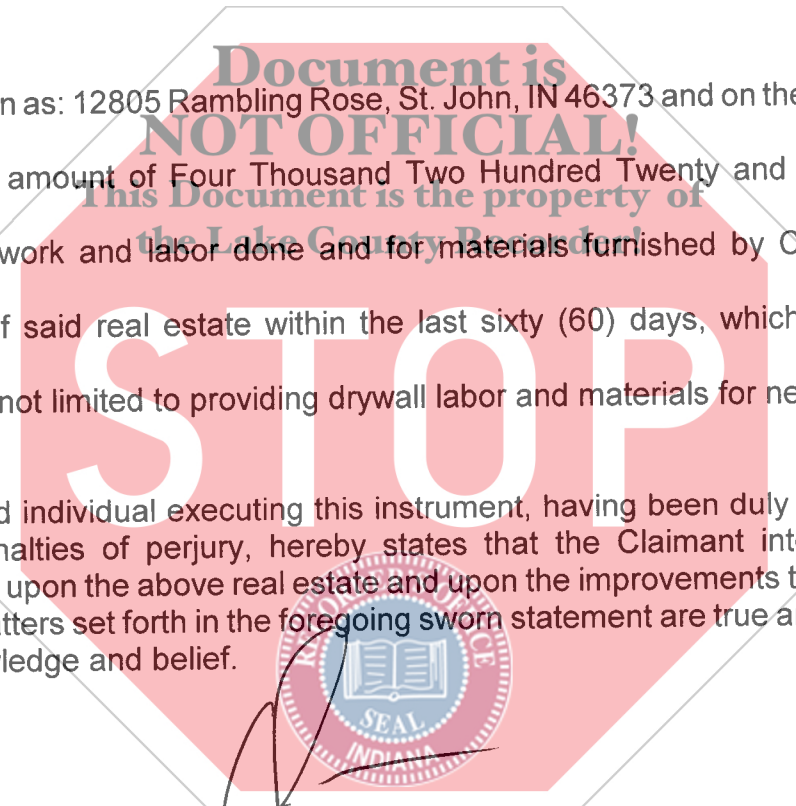 Document is
n as: 12805 Rambling Rose, St. John, IN 46373 and on the
NOT OFFICIAL!
amount of Four Thousand Two Hundred Twenty and
This Document is the property of
work and labor done and for materials furnished by C
the Lake County Recorder!
f said real estate within the last sixty (60) days, which
STOP
not limited to providing drywall labor and materials for ne
d individual executing this instrument, having been duly
nalties of perjury, hereby states that the Claimant int
upon the above real estate and upon the improvements t
tters set forth in the foregoing sworn statement are true a
ledge and belief.
RECORDER'S OFFICE
SEAL
INDIANA